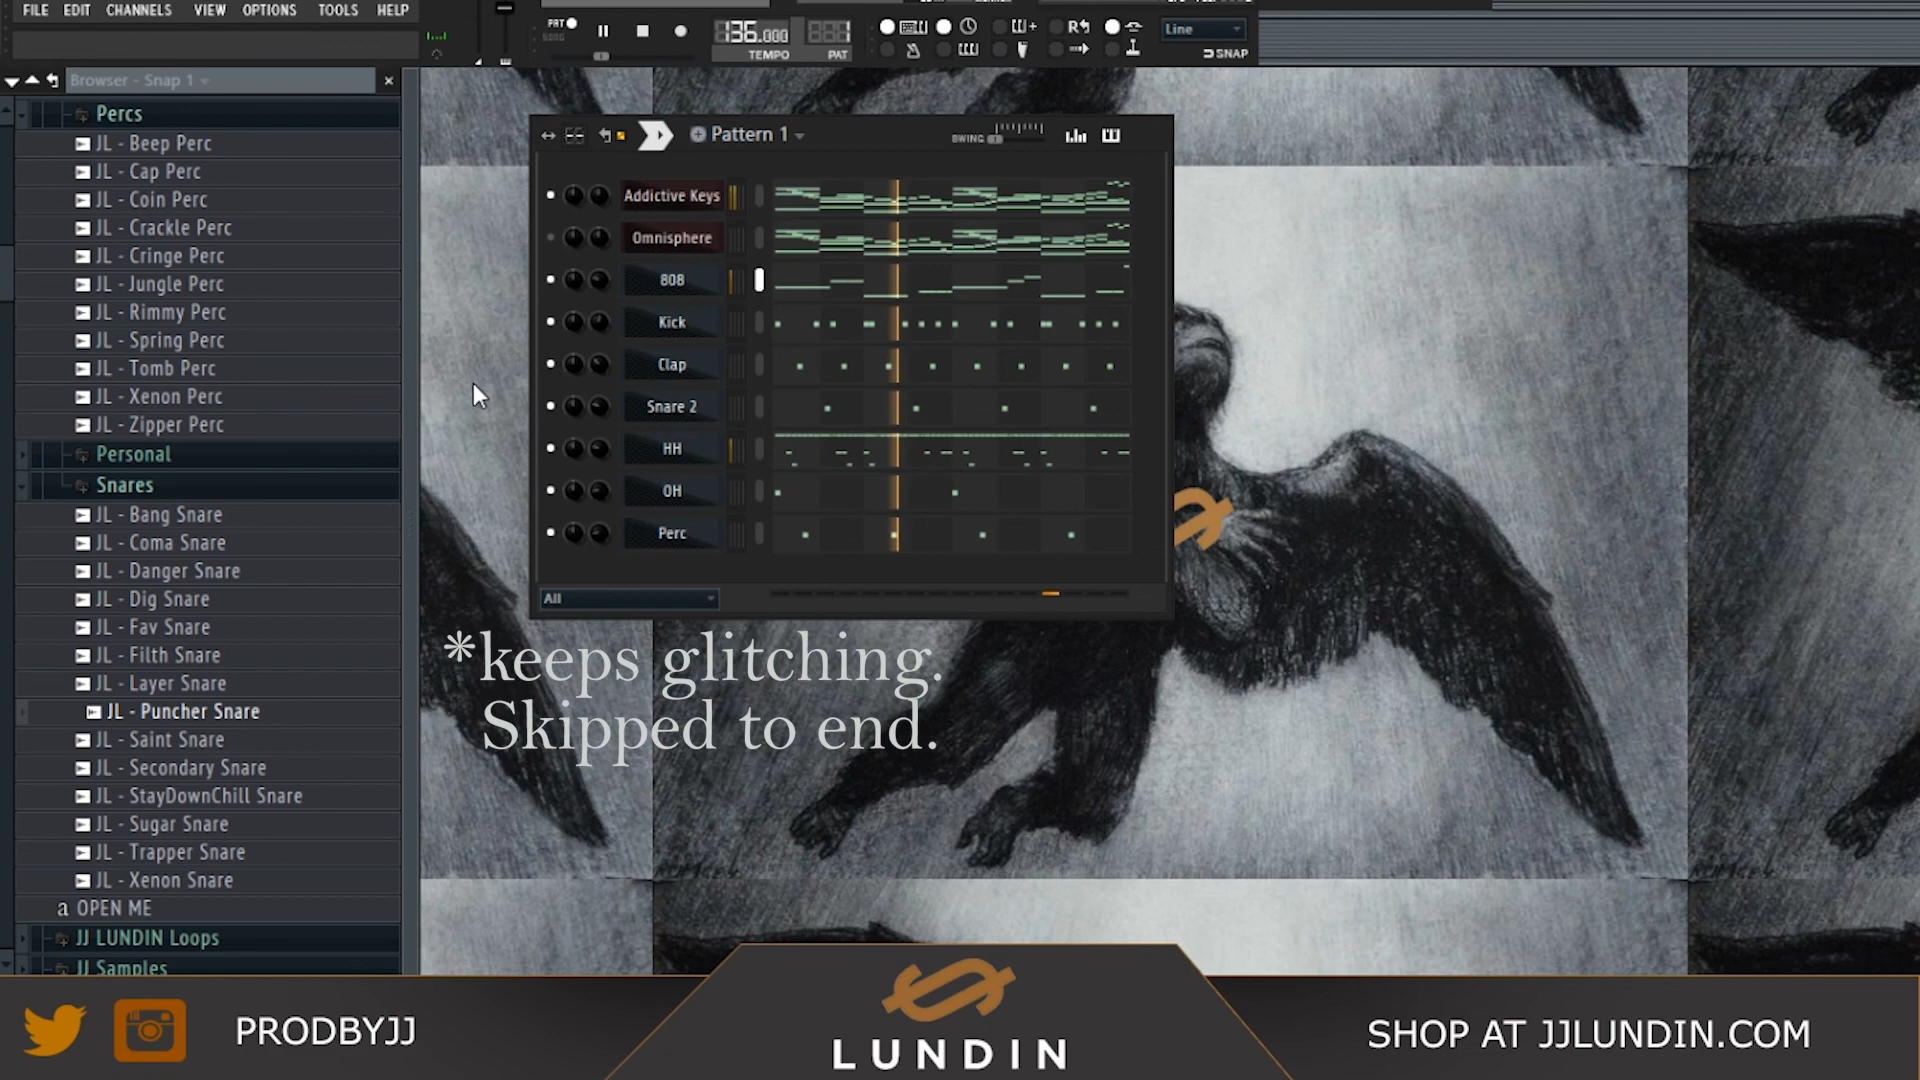 FILE EDIT CHANNELS VIEW OPTIONS TOOLS HELP
PAT
SONG
136.000
TEMPO
PAT
Line
SNAP
Browser - Snap 1
Percs
JL - Beep Perc
JL - Cap Perc
JL - Coin Perc
JL - Crackle Perc
JL - Cringe Perc
JL - Jungle Perc
JL - Rimmy Perc
JL - Spring Perc
JL - Tomb Perc
JL - Xenon Perc
JL - Zipper Perc
Personal
Snares
JL - Bang Snare
JL - Coma Snare
JL - Danger Snare
JL - Dig Snare
JL - Fav Snare
JL - Filth Snare
JL - Layer Snare
JL - Puncher Snare
JL - Saint Snare
JL - Secondary Snare
JL - StayDownChill Snare
JL - Sugar Snare
JL - Trapper Snare
JL - Xenon Snare
a OPEN ME
JJ LUNDIN Loops
JJ Samples
Pattern 1
SWING
Addictive Keys
Omnisphere
808
Kick
Clap
Snare 2
HH
OH
Perc
All
*keeps glitching.
Skipped to end.
PRODBYJJ
LUNDIN
SHOP AT JJLUNDIN.COM